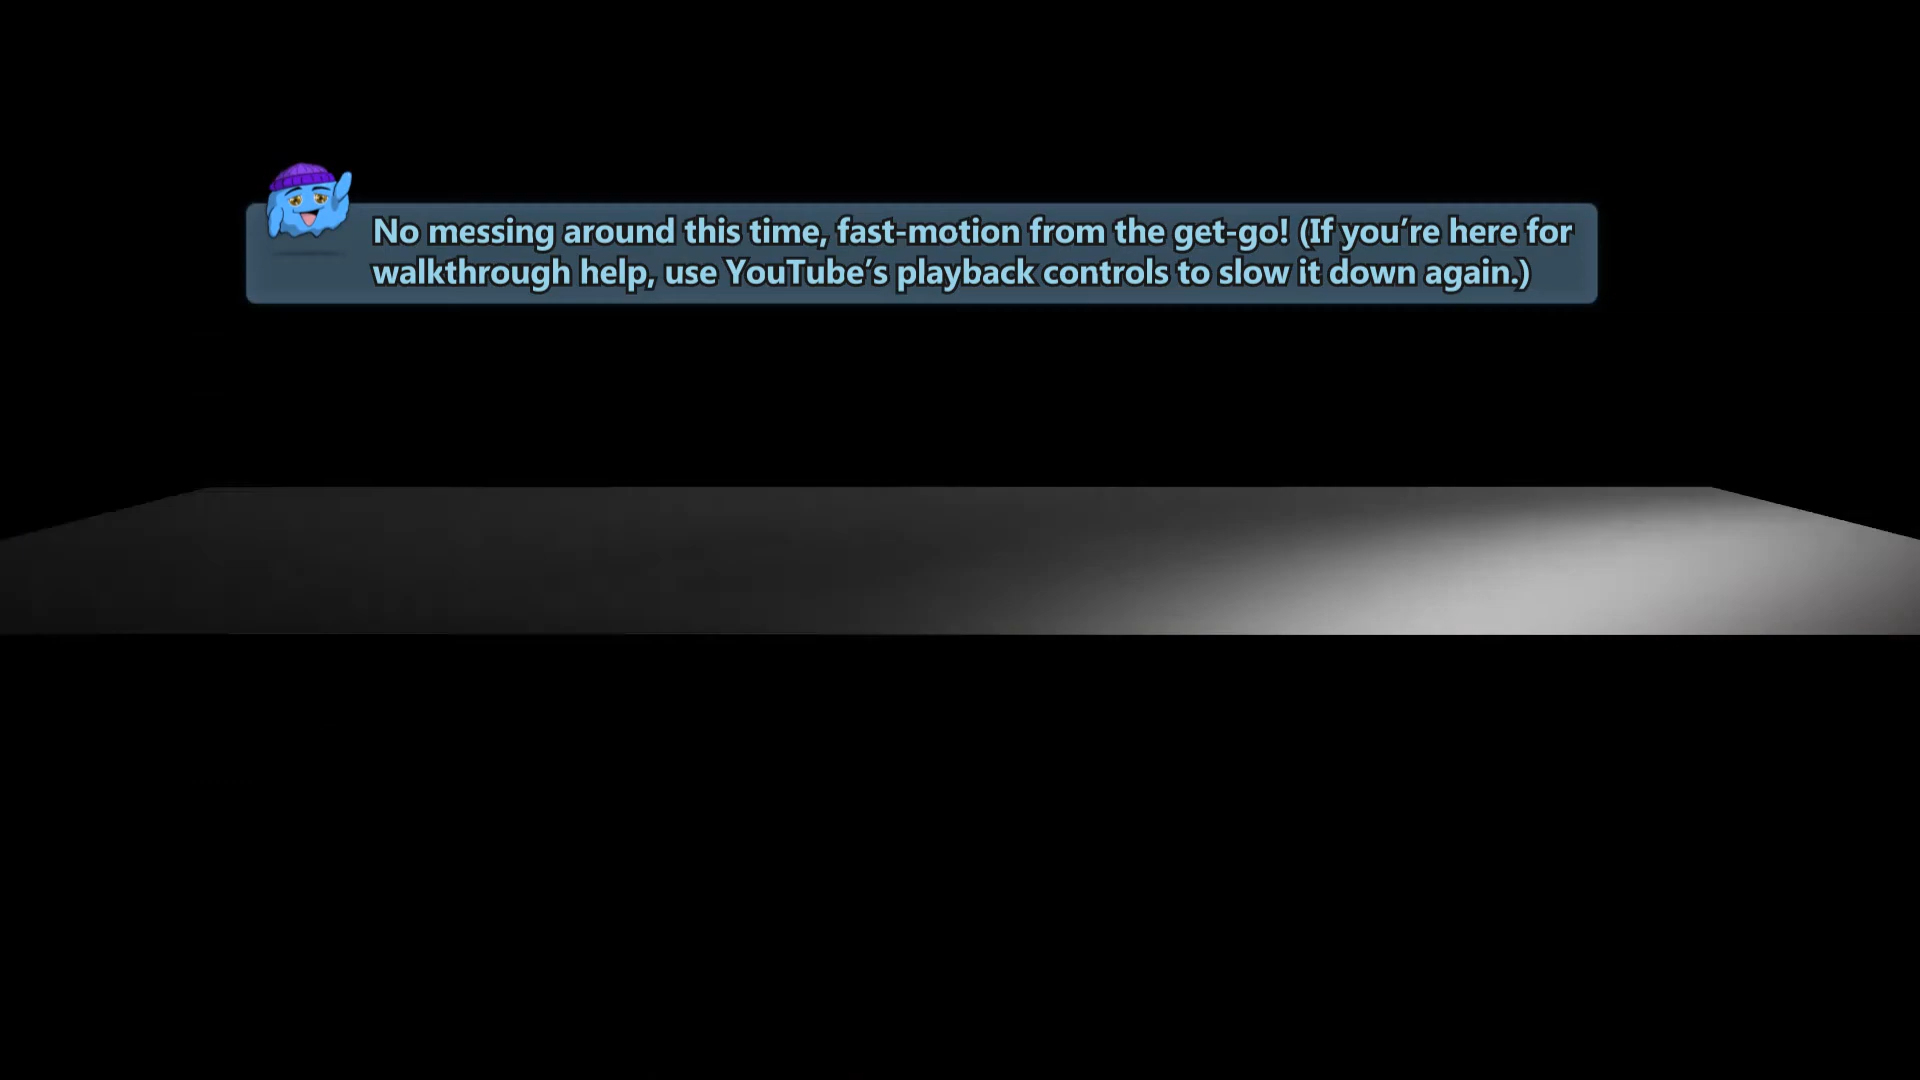 No messing around this time, fast-motion from the get-go! (If you’re here for
walkthrough help, use YouTube’s playback controls to slow it down again.)